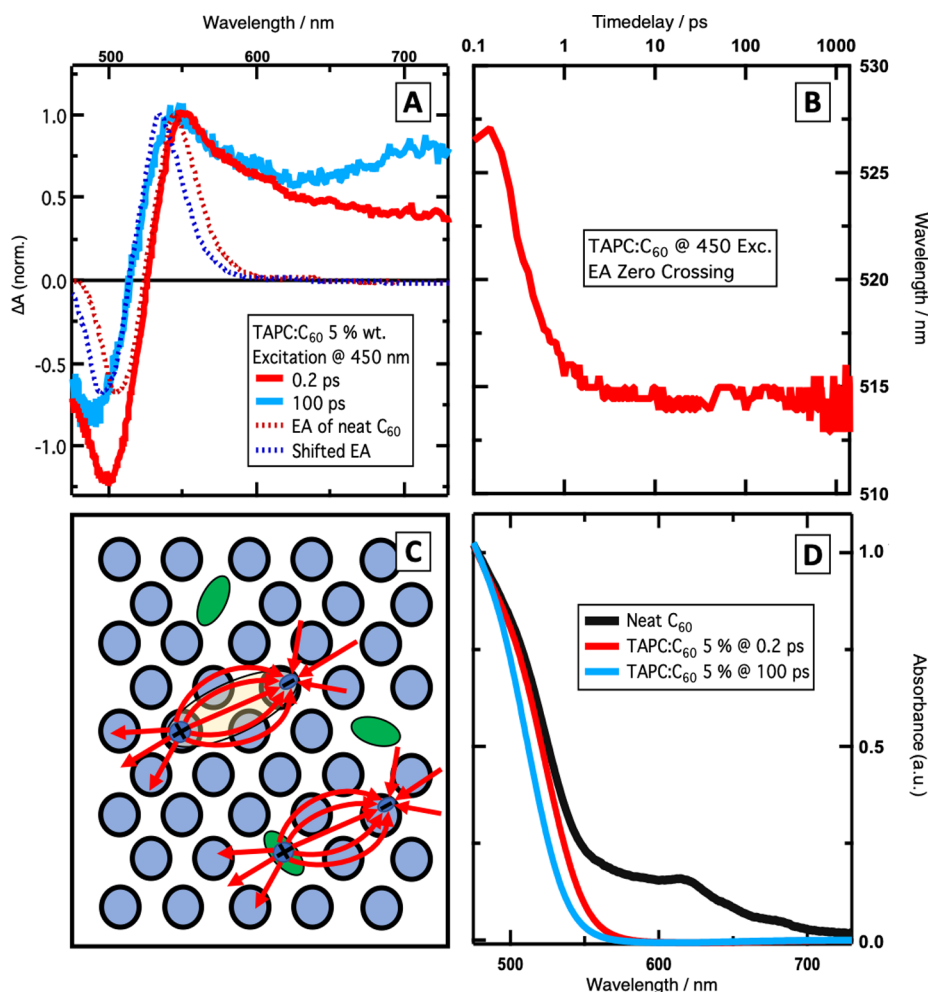 Wavelength / nm
500
600
700
A
1.0
0.5
0.0
-0.5
-1.0
ΔA (norm.)
TAPC:C₆₀ 5 % wt.
Excitation @ 450 nm
0.2 ps
100 ps
EA of neat C₆₀
Shifted EA
Timedelay / ps
0.1
1
10
100
1000
B
530
525
520
515
510
Wavelength / nm
TAPC:C₆₀ @ 450 Exc.
EA Zero Crossing
C
+
−
+
−
D
1.0
0.5
0.0
Absorbance (a.u.)
Neat C₆₀
TAPC:C₆₀ 5 % @ 0.2 ps
TAPC:C₆₀ 5 % @ 100 ps
500
600
700
Wavelength / nm